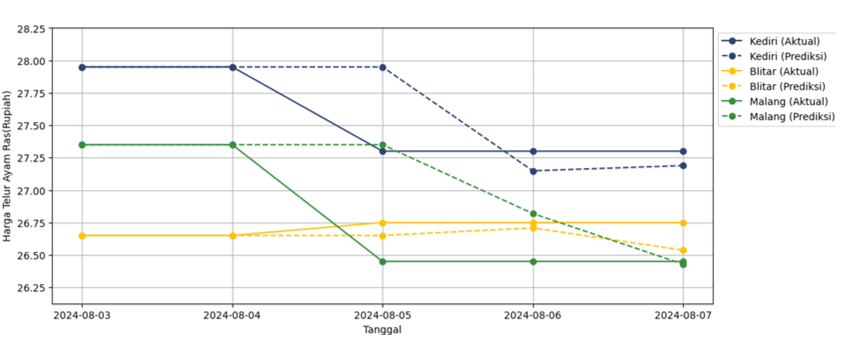 28.25
28.00
27.75
27.50
27.25
27.00
26.75
26.50
26.25
Harga Telur Ayam Ras(Rupiah)
2024-08-03
2024-08-04
2024-08-05
2024-08-06
2024-08-07
Tanggal
Kediri (Aktual)
Kediri (Prediksi)
Blitar (Aktual)
Blitar (Prediksi)
Malang (Aktual)
Malang (Prediksi)